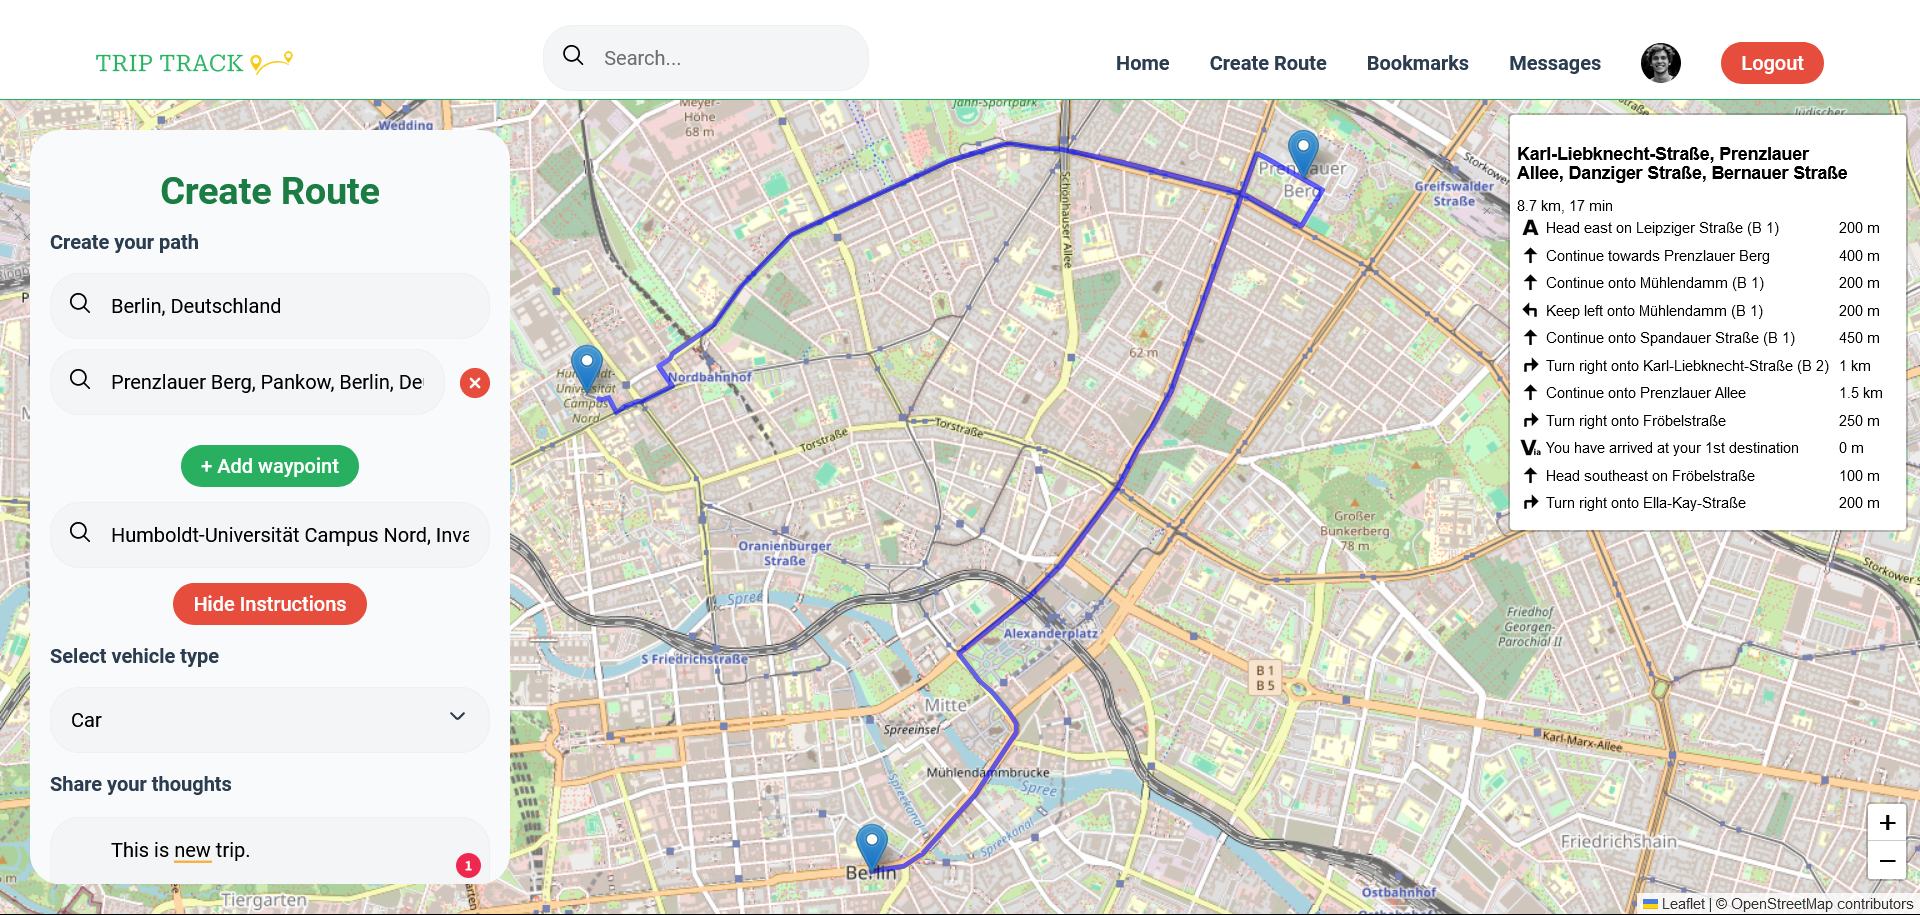 TRIP TRACK
Search...
Home
Create Route
Bookmarks
Messages
Logout
Create Route
Create your path
Berlin, Deutschland
Prenzlauer Berg, Pankow, Berlin, De
+ Add waypoint
Humboldt-Universität Campus Nord, Inva
Hide Instructions
Select vehicle type
Car
Share your thoughts
This is new trip.
1
Karl-Liebknecht-Straße, Prenzlauer
Allee, Danziger Straße, Bernauer Straße
8.7 km, 17 min
A Head east on Leipziger Straße (B 1) 200 m
Continue towards Prenzlauer Berg 400 m
Continue onto Mühlendamm (B 1) 200 m
Keep left onto Mühlendamm (B 1) 200 m
Continue onto Spandauer Straße (B 1) 450 m
Turn right onto Karl-Liebknecht-Straße (B 2) 1 km
Continue onto Prenzlauer Allee 1.5 km
Turn right onto Fröbelstraße 250 m
Via You have arrived at your 1st destination 0 m
Head southeast on Fröbelstraße 100 m
Turn right onto Ella-Kay-Straße 200 m
Wedding
Meyer-
Höhe
68 m
Jahn-Sportpark
Schönhauser Allee
Prenzlauer
Berg
Storkower
Greifswalder
Straße
Jüdischer
Humboldt-
Universität
Campus
Nord
Nordbahnhof
62 m
Torstraße
Torstraße
Großer
Bunkerberg
78 m
Oranienburger
Straße
Spree
Alexanderplatz
S Friedrichstraße
Friedhof
Georgen-
Parochial II
Storkower
B 1
B 5
Mitte
Spreeinsel
Karl-Marx-Allee
Mühlendammbrücke
Spree
Spreekanal
Spreekanal
Berlin
Tiergarten
Friedrichshain
Ostbahnhof
+
−
Leaflet | © OpenStreetMap contributors